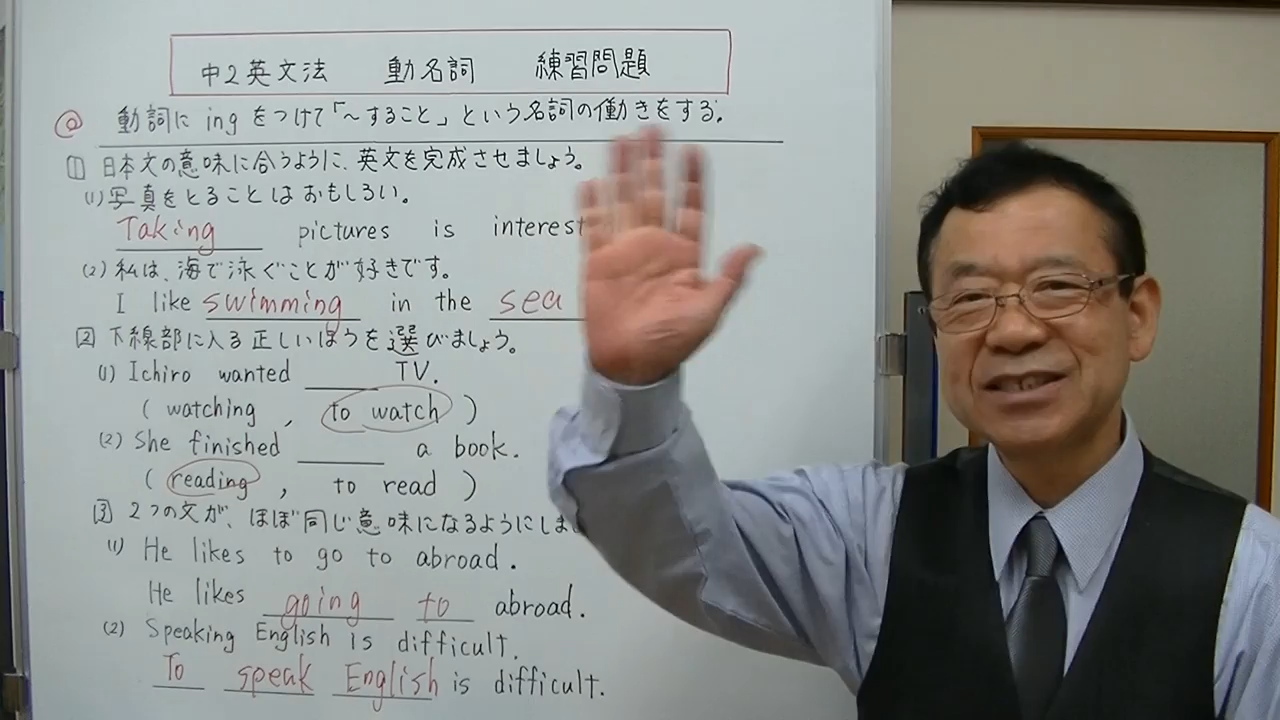 中2英文法 動名詞 練習問題
◎ 動詞に ing をつけて「～すること」という名詞の働きをする。
1 日本文の意味に合うように、英文を完成させましょう。
(1) 写真をとることはおもしろい。
Taking pictures is interest
(2) 私は、海で泳ぐことが好きです。
I like swimming in the sea
2 下線部に入る正しいほうを選びましょう。
(1) Ichiro wanted ____ TV.
( watching , to watch )
(2) She finished ____ a book.
( reading , to read )
3 2つの文が、ほぼ同じ意味になるようにしま
(1) He likes to go to abroad.
He likes going to abroad.
(2) Speaking English is difficult.
To speak English is difficult.